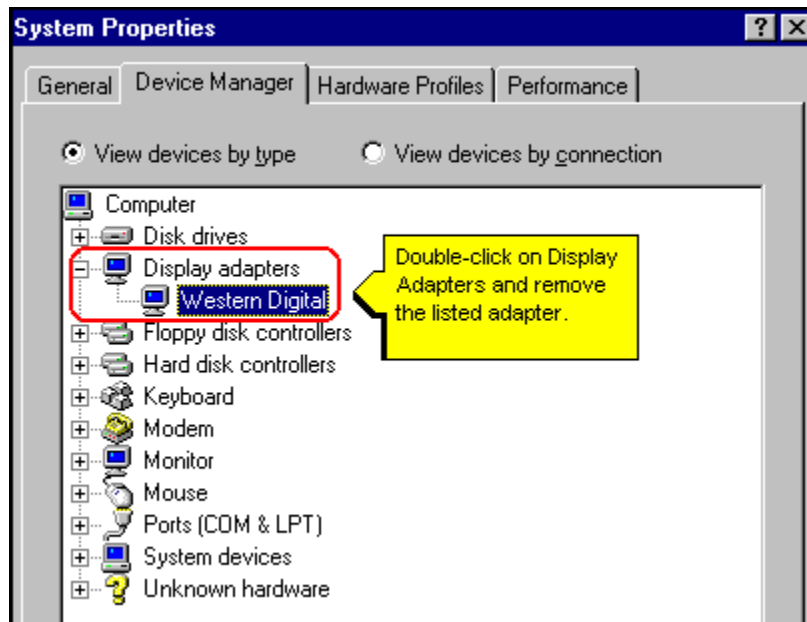 System Properties
General Device Manager Hardware Profiles Performance
View devices by type View devices by connection
Computer
Disk drives
Display adapters
Western Digital
Double-click on Display
Adapters and remove
the listed adapter.
Floppy disk controllers
Hard disk controllers
Keyboard
Modem
Monitor
Mouse
Ports (COM & LPT)
System devices
Unknown hardware